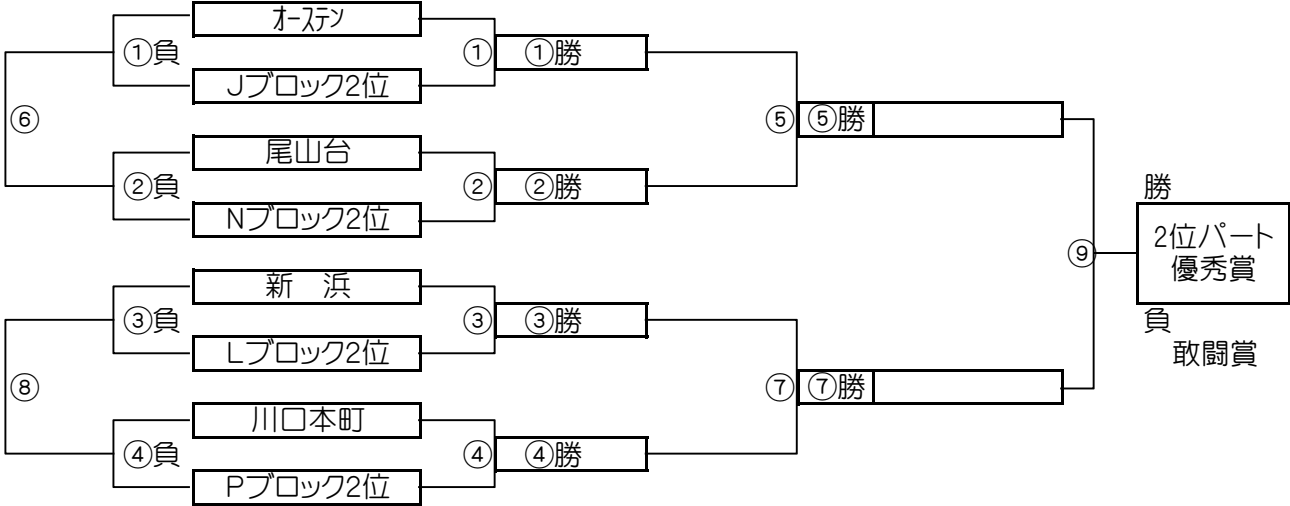 オーステン
①負
①
①勝
Jブロック2位
⑥
⑤
⑤勝
尾山台
②負
②
②勝
Nブロック2位
勝
2位パート
優秀賞
⑨
負
敢闘賞
新　浜
③負
③
③勝
Lブロック2位
⑧
⑦
⑦勝
川口本町
④負
④
④勝
Pブロック2位